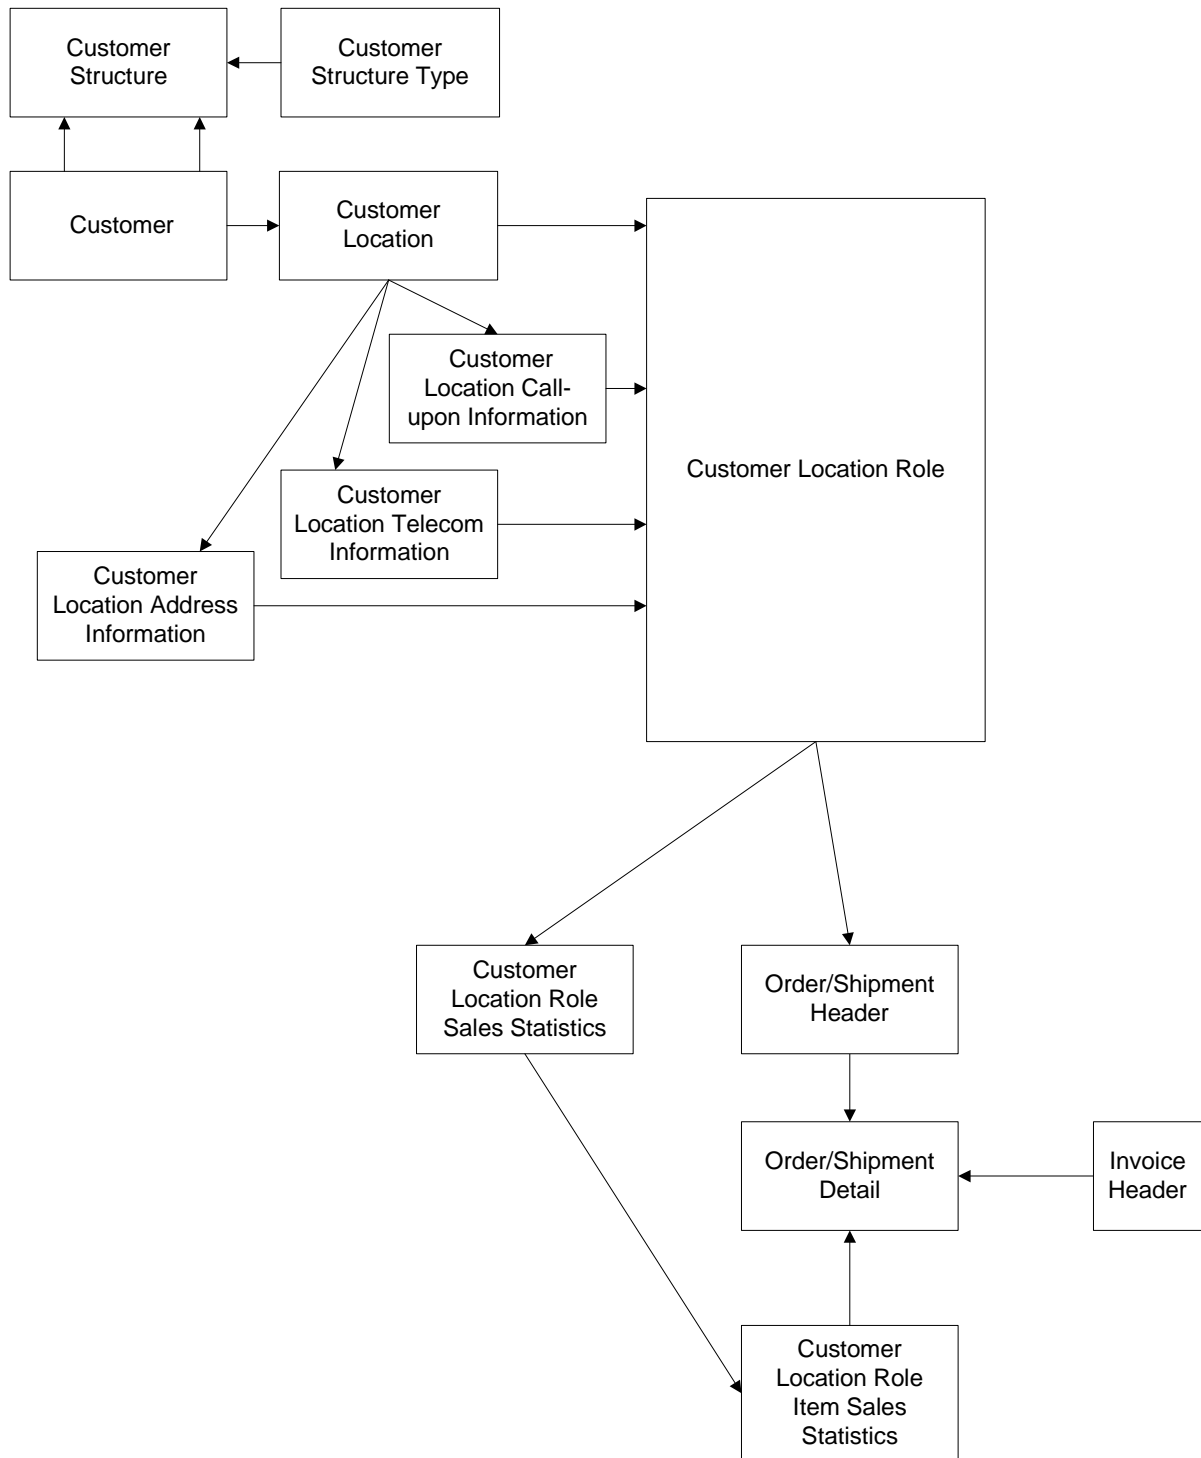 Customer
Structure
Customer
Structure Type
Customer
Customer
Location
Customer
Location Call-
upon Information
Customer Location Role
Customer
Location Telecom
Information
Customer
Location Address
Information
Customer
Location Role
Sales Statistics
Order/Shipment
Header
Order/Shipment
Detail
Invoice
Header
Customer
Location Role
Item Sales
Statistics